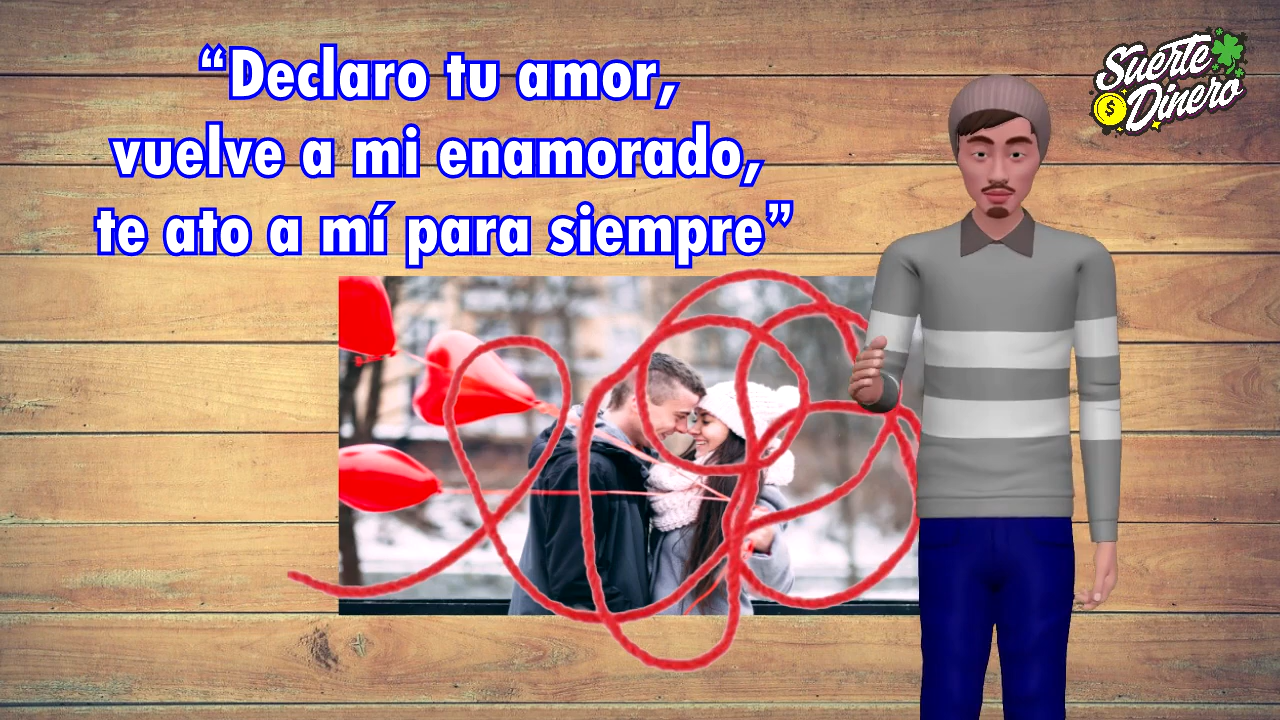 “Declaro tu amor,
vuelve a mi enamorado,
te ato a mí para siempre”
Suerte
$
Dinero